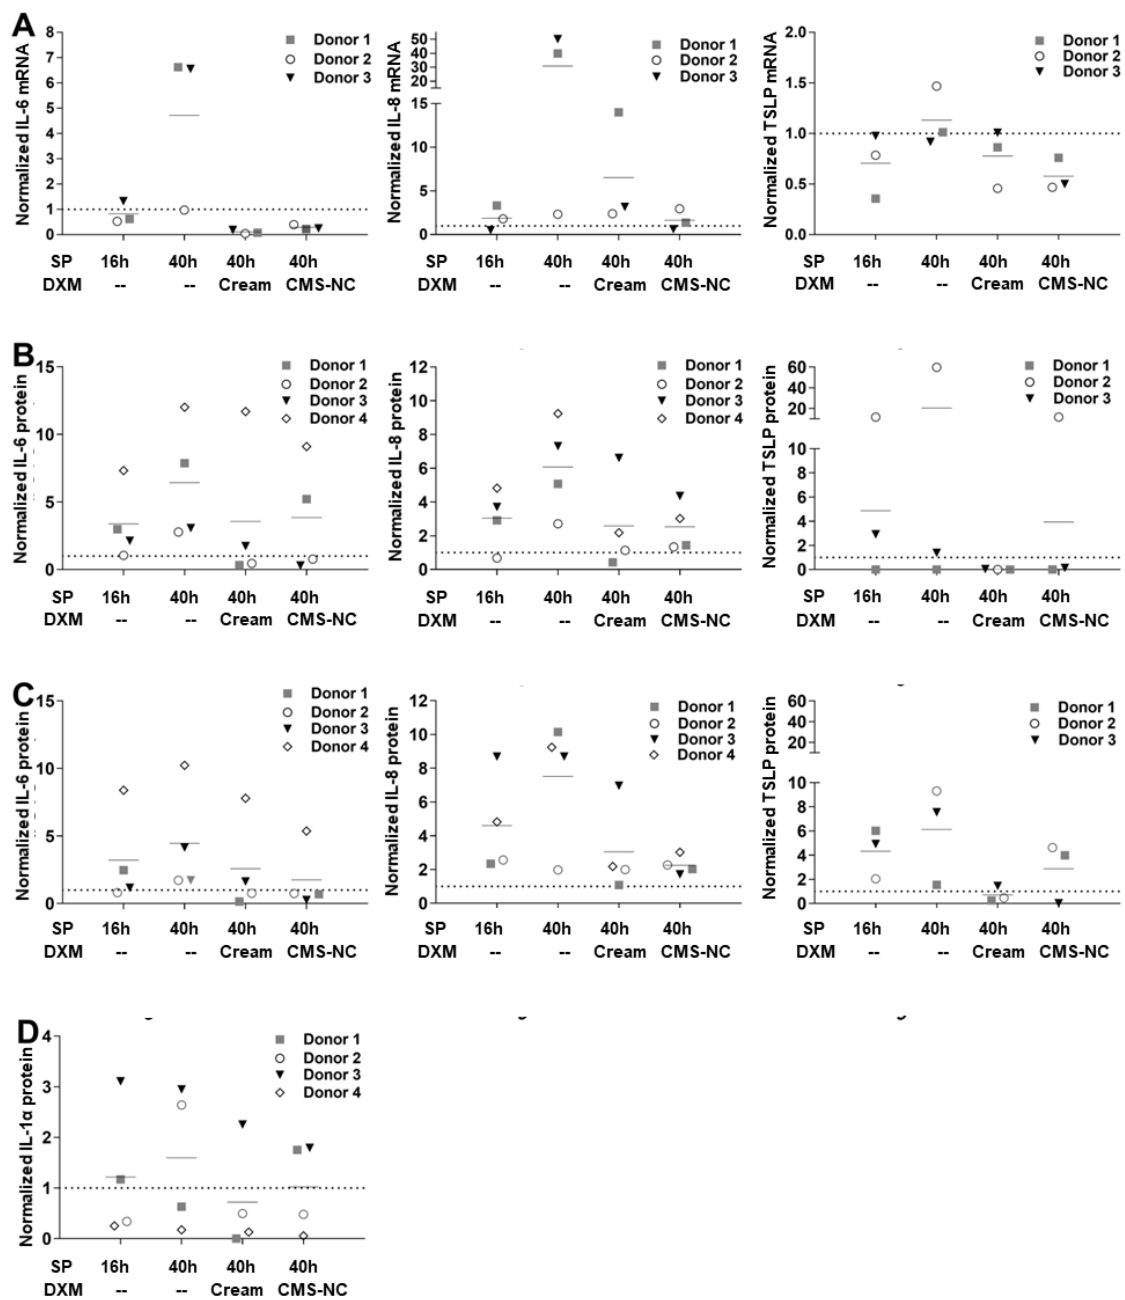 A
Normalized IL-6 mRNA
8
7
6
5
4
3
2
1
0
Donor 1
Donor 2
Donor 3
SP 16h 40h 40h 40h
DXM -- -- Cream CMS-NC
Normalized IL-8 mRNA
50
40
30
20
15
10
5
0
Donor 1
Donor 2
Donor 3
16h 40h 40h 40h
-- -- Cream CMS-NC
Normalized TSLP mRNA
2.0
1.5
1.0
0.5
0.0
Donor 1
Donor 2
Donor 3
SP 16h 40h 40h 40h
DXM -- -- Cream CMS-NC
B
Normalized IL-6 protein
15
10
5
0
Donor 1
Donor 2
Donor 3
Donor 4
SP 16h 40h 40h 40h
DXM -- -- Cream CMS-NC
Normalized IL-8 protein
12
10
8
6
4
2
0
Donor 1
Donor 2
Donor 3
Donor 4
SP 16h 40h 40h 40h
DXM -- -- Cream CMS-NC
Normalized TSLP protein
60
40
20
10
8
6
4
2
0
Donor 1
Donor 2
Donor 3
SP 16h 40h 40h 40h
DXM -- -- Cream CMS-NC
C
Normalized IL-6 protein
15
10
5
0
Donor 1
Donor 2
Donor 3
Donor 4
SP 16h 40h 40h 40h
DXM -- -- Cream CMS-NC
Normalized IL-8 protein
12
10
8
6
4
2
0
Donor 1
Donor 2
Donor 3
Donor 4
SP 16h 40h 40h 40h
DXM -- -- Cream CMS-NC
Normalized TSLP protein
60
40
20
10
8
6
4
2
0
Donor 1
Donor 2
Donor 3
SP 16h 40h 40h 40h
DXM -- -- Cream CMS-NC
D
Normalized IL-1α protein
4
3
2
1
0
Donor 1
Donor 2
Donor 3
Donor 4
SP 16h 40h 40h 40h
DXM -- -- Cream CMS-NC